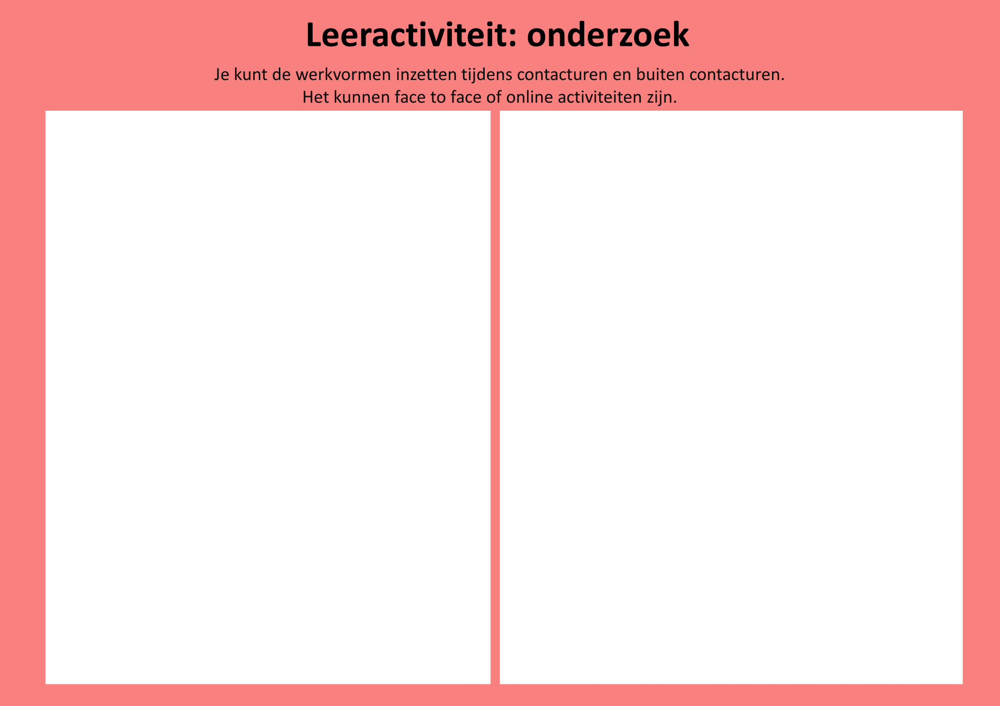 Leeractiviteit: onderzoek
Je kunt de werkvormen inzetten tijdens contacturen en buiten contacturen.
Het kunnen face to face of online activiteiten zijn.